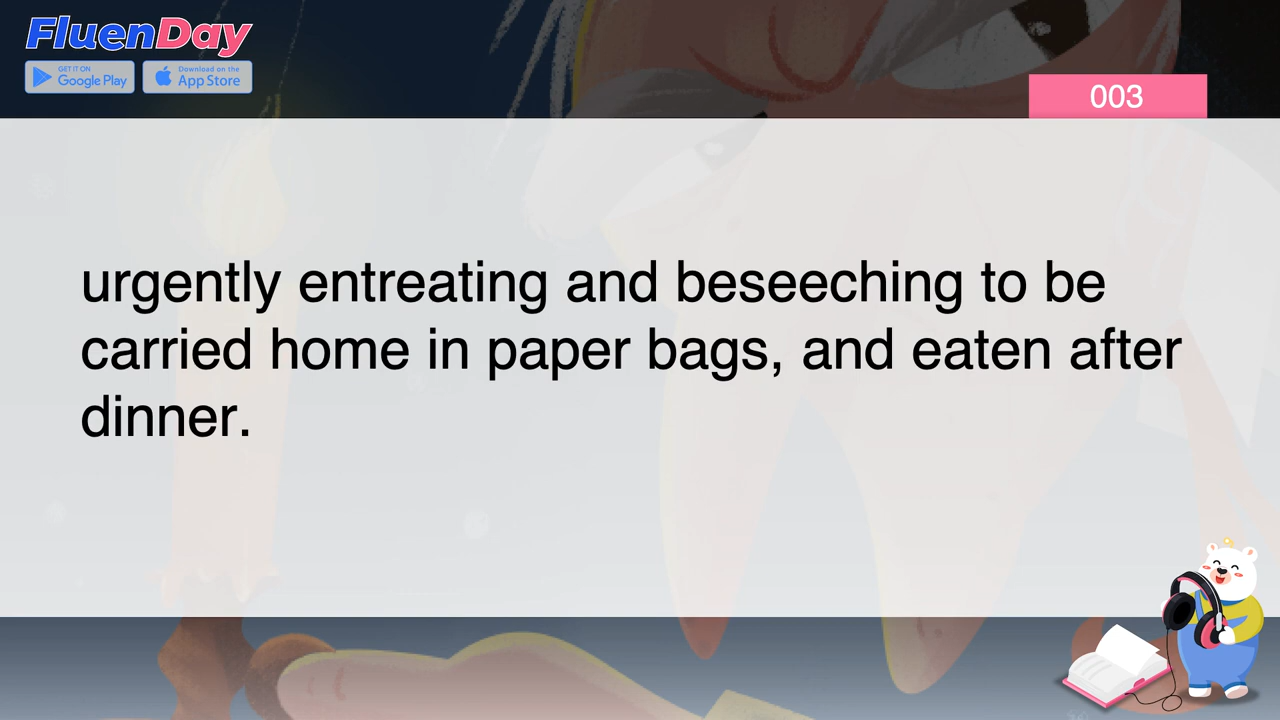 FluenDay
GET IT ON
Google Play
Download on the
App Store
003
urgently entreating and beseeching to be
carried home in paper bags, and eaten after
dinner.